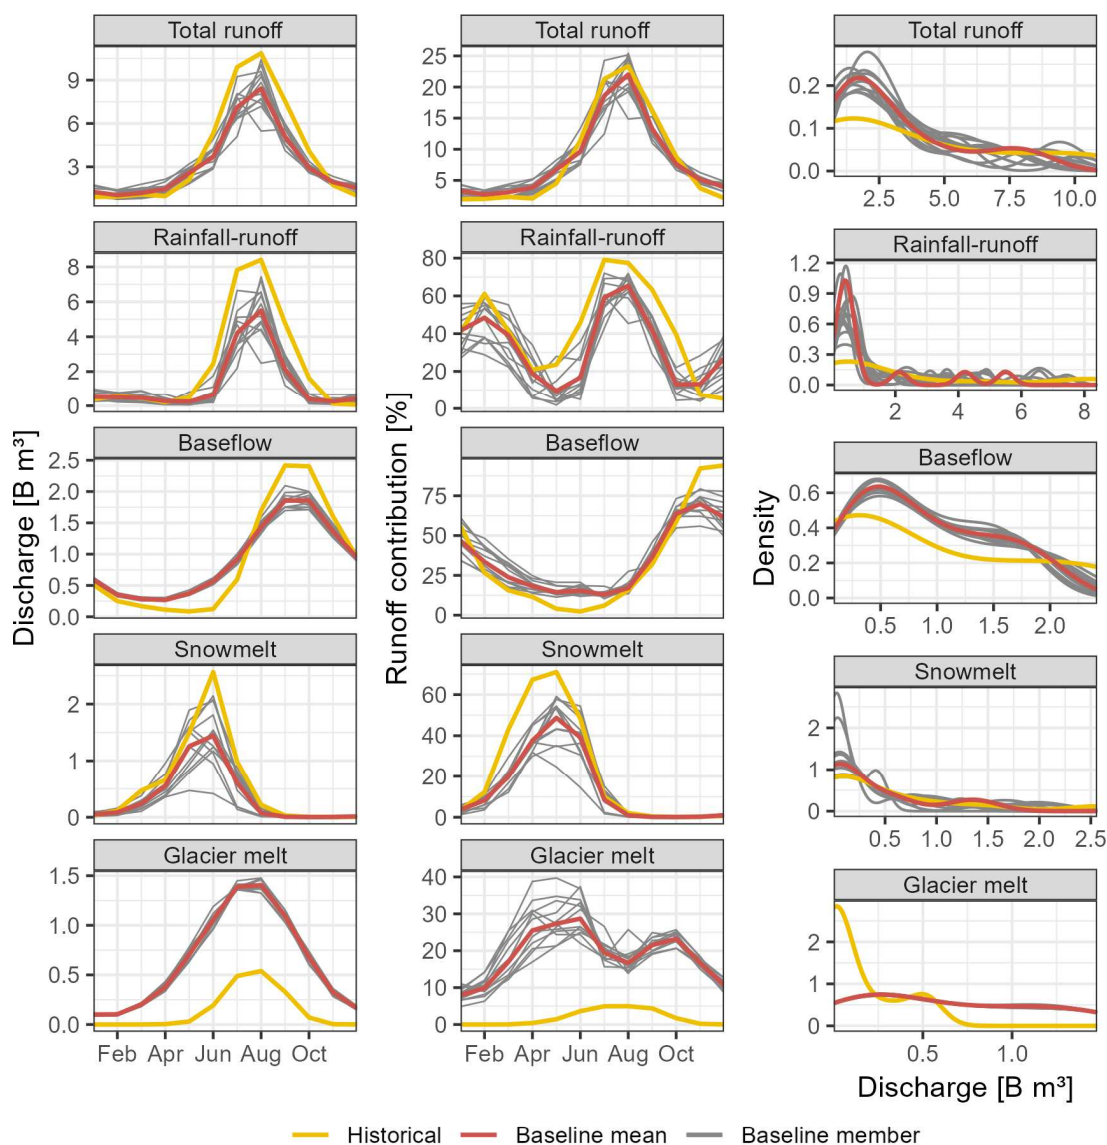 Total runoff
9
6
3
Rainfall-runoff
8
6
4
2
0
Baseflow
2.5
2.0
1.5
1.0
0.5
0.0
Snowmelt
2
1
0
Glacier melt
1.5
1.0
0.5
0.0
Feb Apr Jun Aug Oct
Discharge [B m³]
Total runoff
25
20
15
10
5
Rainfall-runoff
80
60
40
20
0
Baseflow
75
50
25
0
Snowmelt
60
40
20
0
Glacier melt
40
30
20
10
0
Feb Apr Jun Aug Oct
Runoff contribution [%]
Total runoff
0.2
0.1
0.0
2.5 5.0 7.5 10.0
Rainfall-runoff
1.2
0.9
0.6
0.3
0.0
2 4 6 8
Baseflow
0.6
0.4
0.2
0.0
0.5 1.0 1.5 2.0
Snowmelt
2
1
0
0.5 1.0 1.5 2.0 2.5
Glacier melt
2
1
0
0.5 1.0
Density
Discharge [B m³]
Historical Baseline mean Baseline member